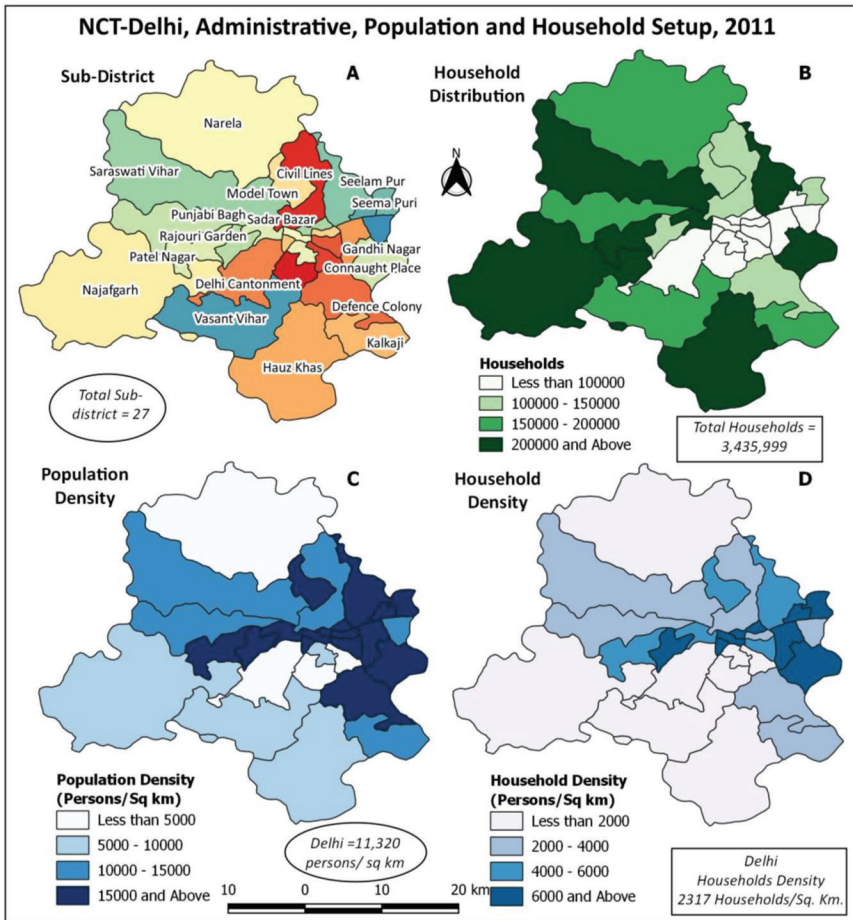 NCT-Delhi, Administrative, Population and Household Setup, 2011
Sub-District
A
Narela
Saraswati Vihar
Civil Lines
Model Town
Seelam Pur
Seema Puri
Punjabi Bagh
Sadar Bazar
Rajouri Garden
Gandhi Nagar
Patel Nagar
Connaught Place
Najafgarh
Delhi Cantonment
Defence Colony
Vasant Vihar
Kalkaji
Hauz Khas
Total Sub-
district = 27
Household
Distribution
B
N
Households
Less than 100000
100000 - 150000
150000 - 200000
200000 and Above
Total Households =
3,435,999
Population
Density
C
Population Density
(Persons/Sq km)
Less than 5000
5000 - 10000
10000 - 15000
15000 and Above
Delhi =11,320
persons/ sq km
10 0 10 20 km
Household
Density
D
Household Density
(Persons/Sq km)
Less than 2000
2000 - 4000
4000 - 6000
6000 and Above
Delhi
Households Density
2317 Households/Sq. Km.